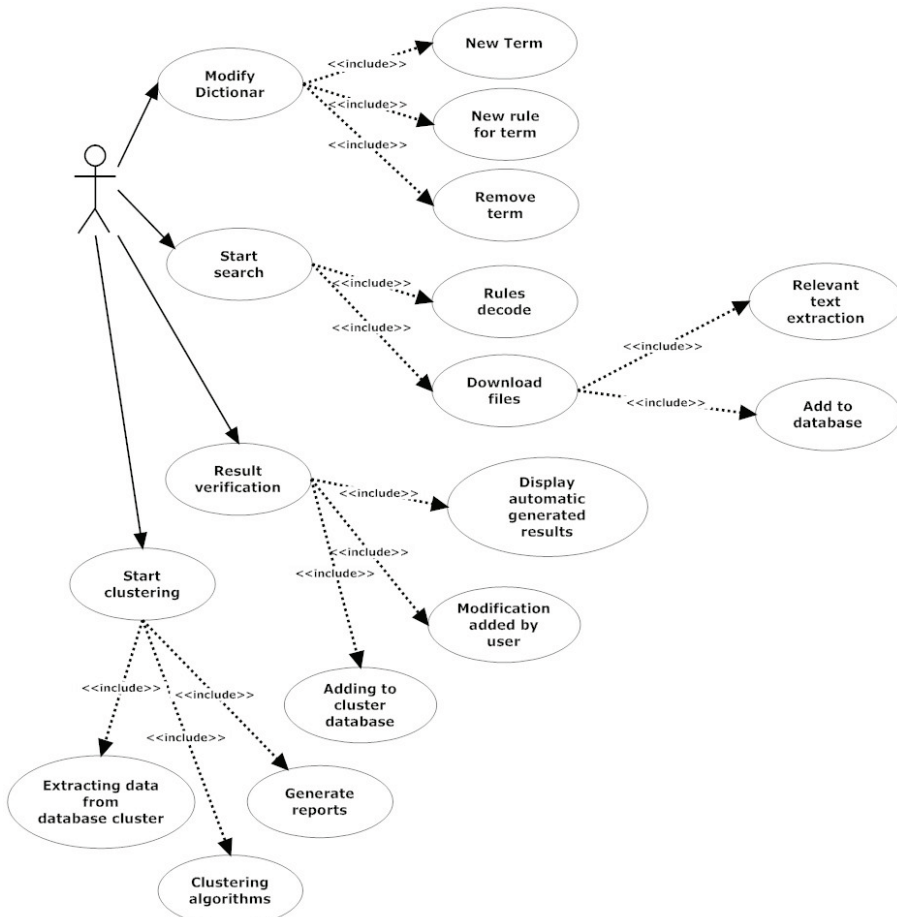 New Term
<<include>>
Modify
Dictionar
<<include>>
New rule
for term
<<include>>
Remove
term
Start
search
<<include>>
Rules
decode
<<include>>
Relevant
text
extraction
<<include>>
Download
files
<<include>>
Add to
database
Result
verification
<<include>>
Display
automatic
generated
results
<<include>>
<<include>>
Start
clustering
Modification
added by
user
<<include>>
<<include>>
Adding to
cluster
database
<<include>>
Extracting data
from
database cluster
Generate
reports
Clustering
algorithms